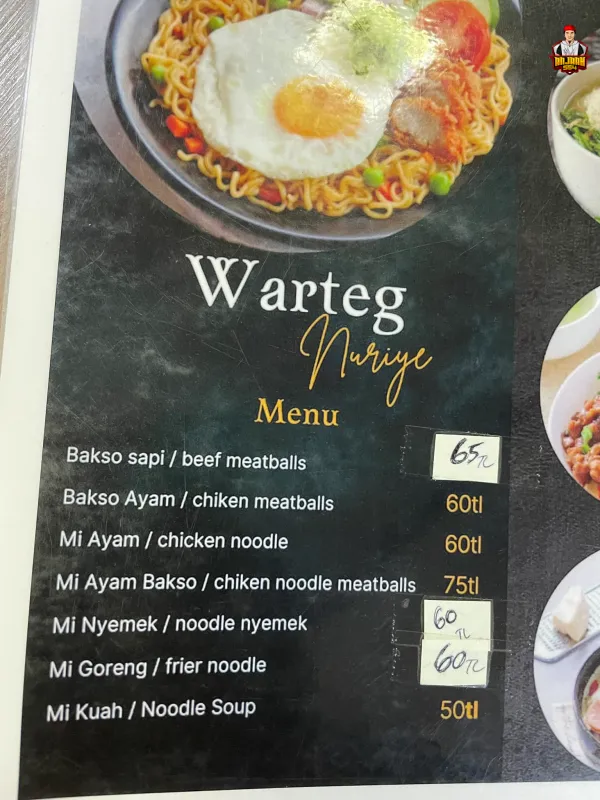 Warteg
Nuriye
Menu
Bakso sapi / beef meatballs 65TL
Bakso Ayam / chiken meatballs 60tl
Mi Ayam / chicken noodle 60tl
Mi Ayam Bakso / chiken noodle meatballs 75tl
Mi Nyemek / noodle nyemek 60 TL
Mi Goreng / frier noodle 60TL
Mi Kuah / Noodle Soup 50tl